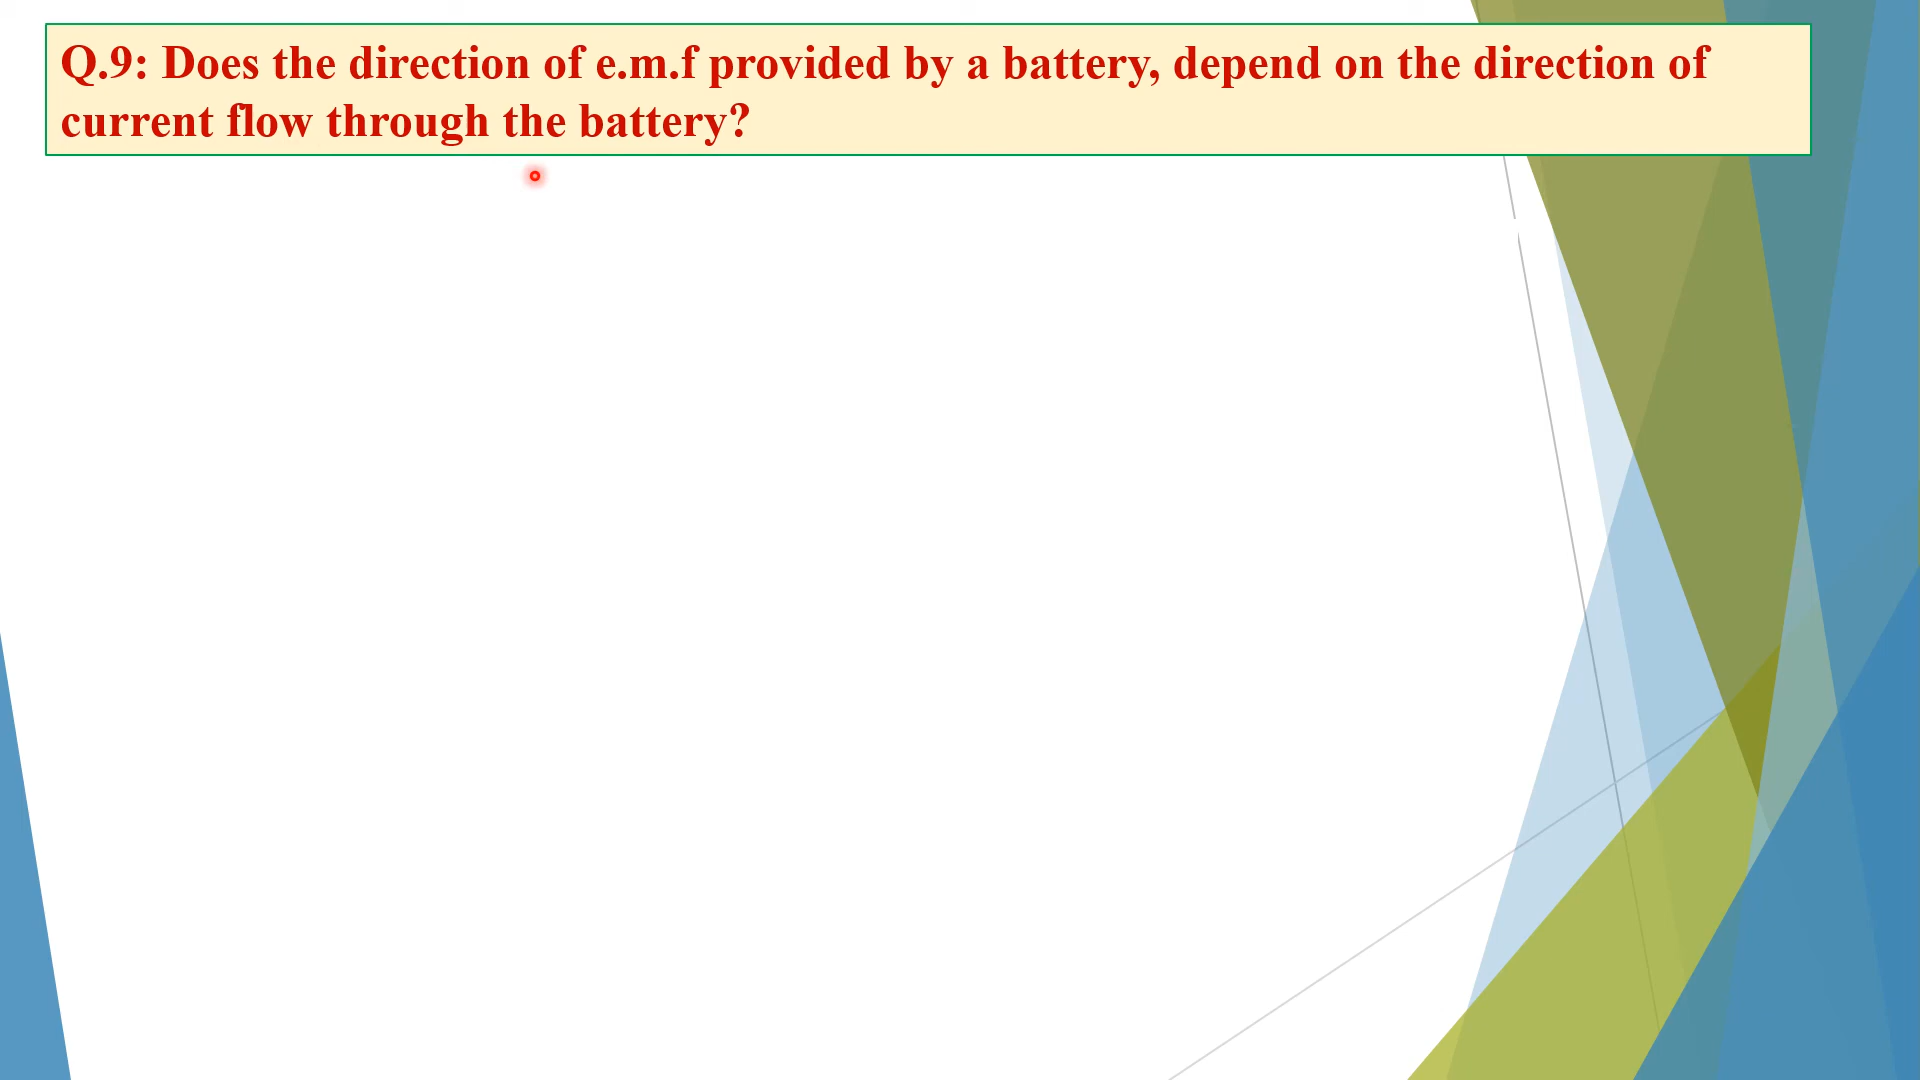 Q.9: Does the direction of e.m.f provided by a battery, depend on the direction of
current flow through the battery?